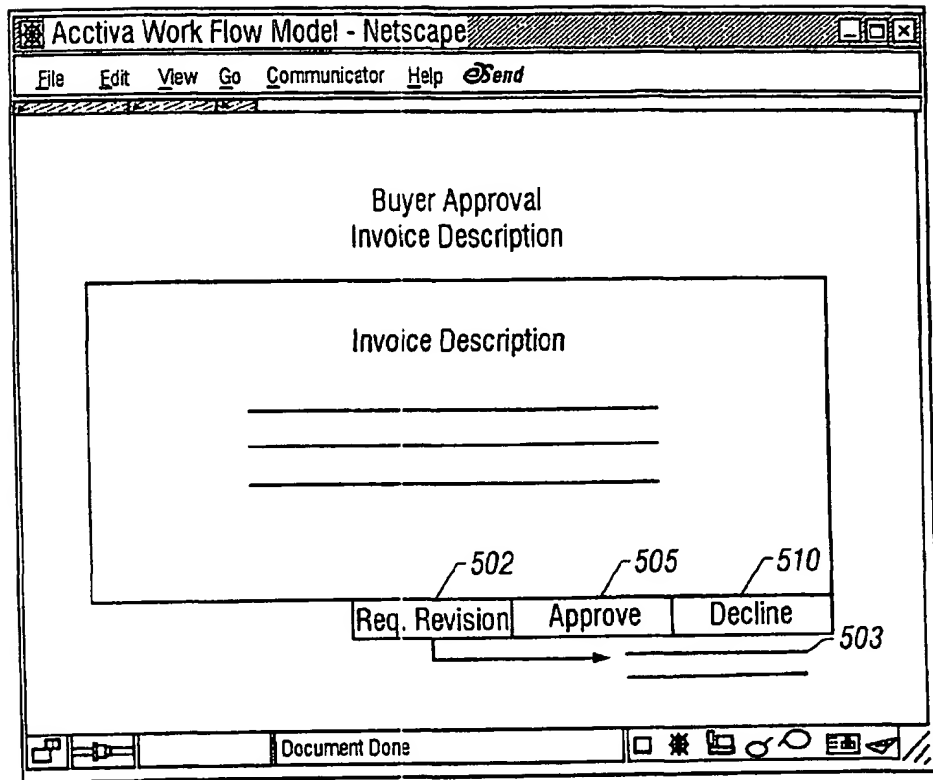 Acctiva Work Flow Model - Netscape
File Edit View Go Communicator Help eSend
Buyer Approval
Invoice Description
Invoice Description
502 505 510
Req. Revision Approve Decline
503
Document Done